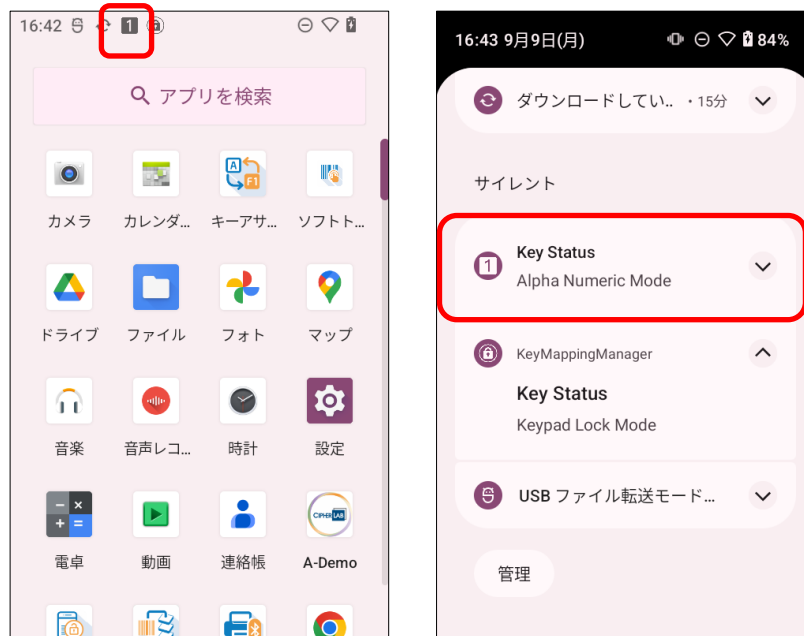 16:42
1
アプリを検索
カメラ
カレンダ...
キーアサ...
ソフトト...
ドライブ
ファイル
フォト
マップ
音楽
音声レコ...
時計
設定
電卓
動画
連絡帳
A-Demo
16:43 9月9日(月)
84%
ダウンロードしてい.. ・15分
サイレント
1
Key Status
Alpha Numeric Mode
KeyMappingManager
Key Status
Keypad Lock Mode
USB ファイル転送モード...
管理